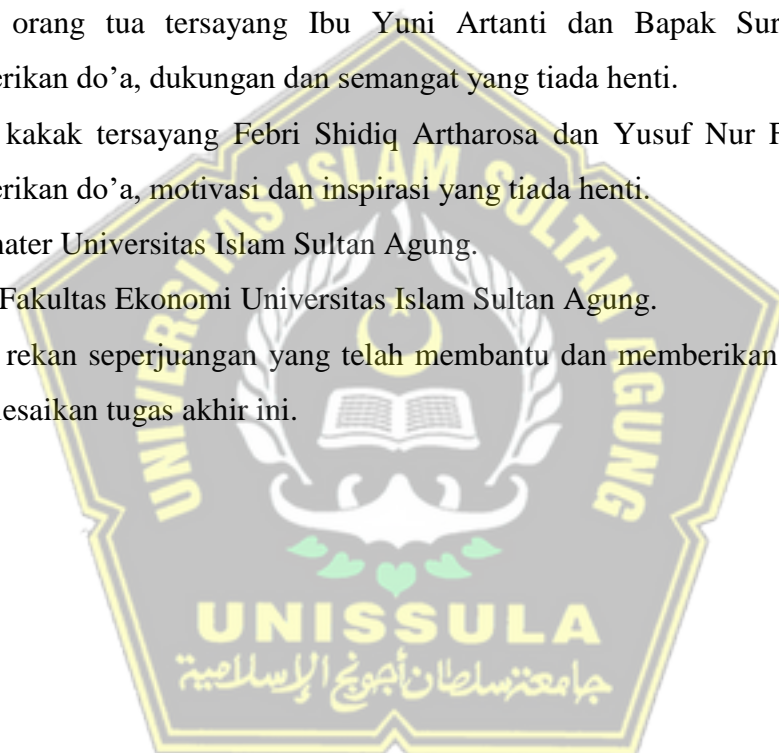 orang tua tersayang Ibu Yuni Artanti dan Bapak Sur
erikan do’a, dukungan dan semangat yang tiada henti.
kakak tersayang Febri Shidiq Artharosa dan Yusuf Nur F
erikan do’a, motivasi dan inspirasi yang tiada henti.
nater Universitas Islam Sultan Agung.
Fakultas Ekonomi Universitas Islam Sultan Agung.
rekan seperjuangan yang telah membantu dan memberikan
lesaikan tugas akhir ini.
UNIVERSITAS ISLAM SULTAN AGUNG
UNISSULA
جامعة سلطان أجونج الإسلامية